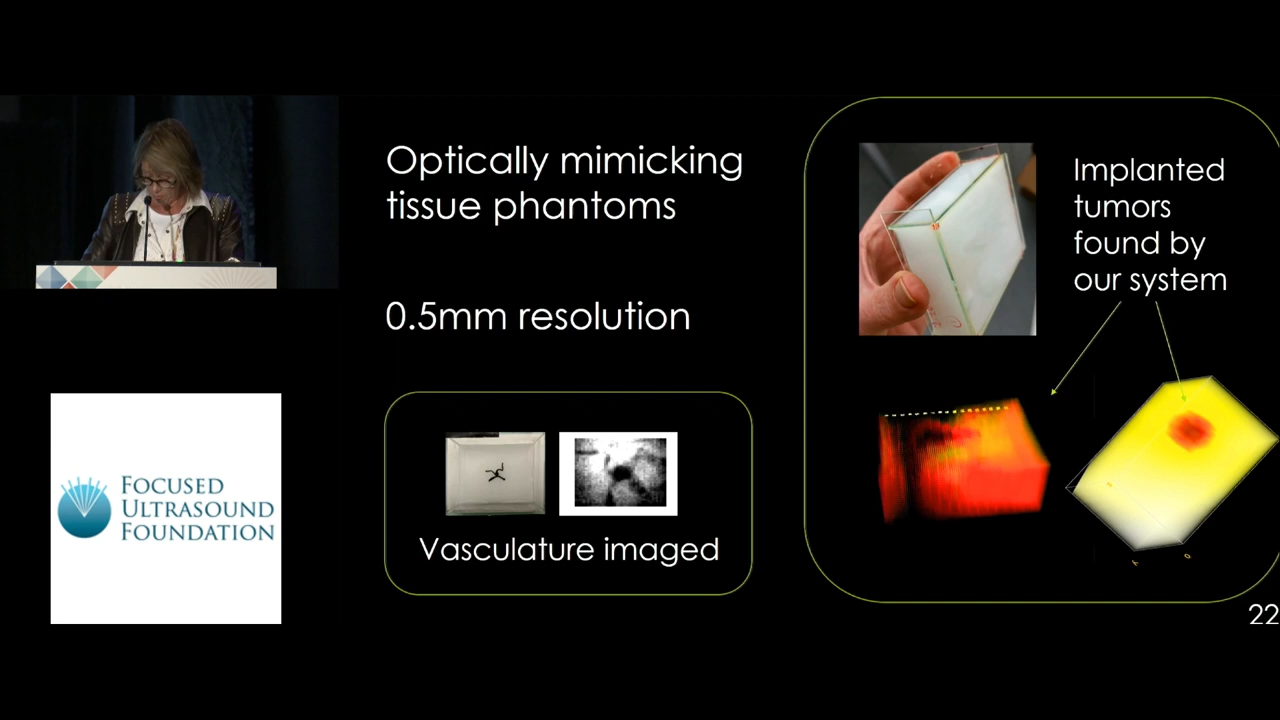 Optically mimicking
tissue phantoms
0.5mm resolution
Vasculature imaged
Implanted
tumors
found by
our system
FOCUSED
ULTRASOUND
FOUNDATION
22